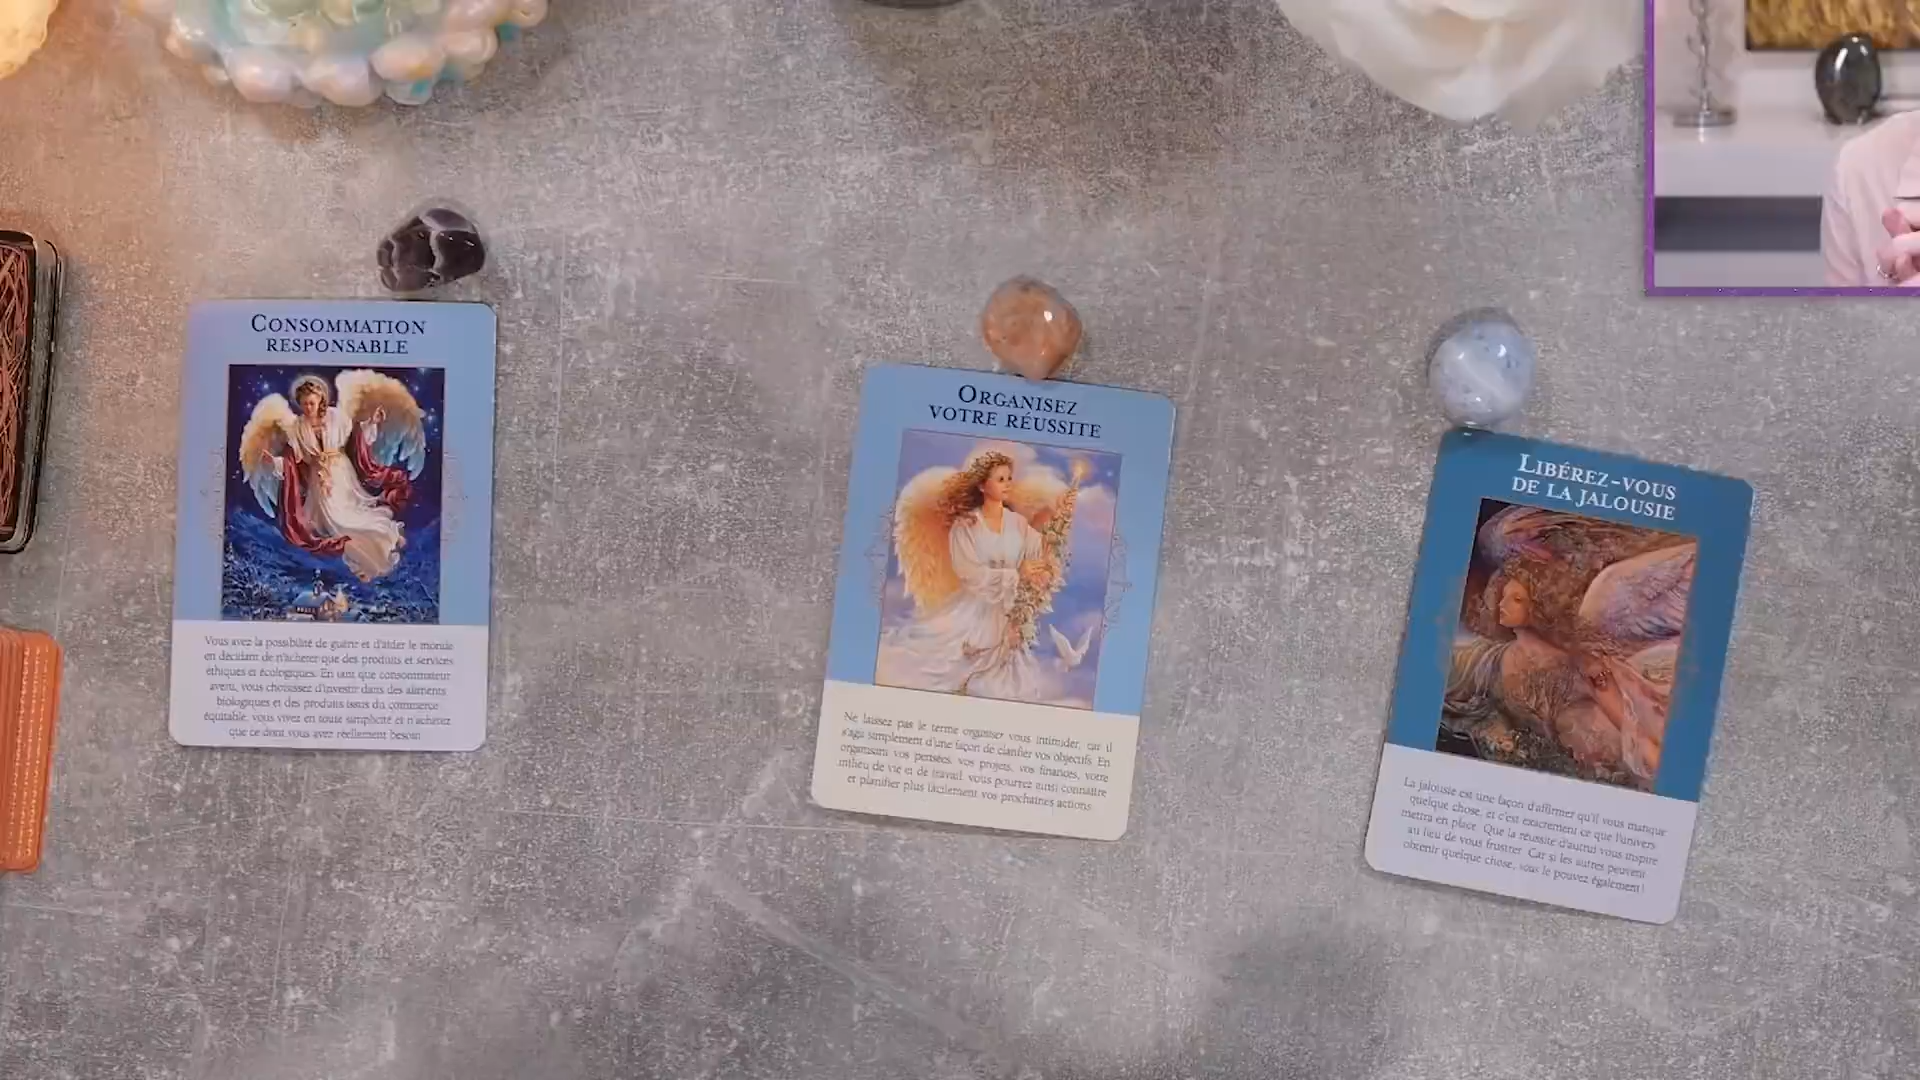 CONSOMMATION
RESPONSABLE
Vous avez la possibilité de guérir et d'aider le monde
en décidant de n'acheter que des produits et services
éthiques et écologiques. En tant que consommateur
averti, vous choisissez d'investir dans des aliments
biologiques et des produits issus du commerce
équitable, vous vivez en toute simplicité et n'achetez
que ce dont vous avez réellement besoin
ORGANISEZ
VOTRE RÉUSSITE
Ne laissez pas le terme organiser vous intimider, car il
s'agit simplement d'une façon de clarifier vos objectifs. En
organisant vos pensées, vos projets, vos finances, votre
milieu de vie et de travail, vous pourrez ainsi connaître
et planifier plus facilement vos prochaines actions.
LIBÉREZ-VOUS
DE LA JALOUSIE
La jalousie est une façon d'affirmer qu'il vous manque
quelque chose, et c'est exactement ce que l'univers
mettra en place. Que la réussite d'autrui vous inspire
au lieu de vous frustrer. Car si les autres peuvent
obtenir quelque chose, vous le pouvez également!